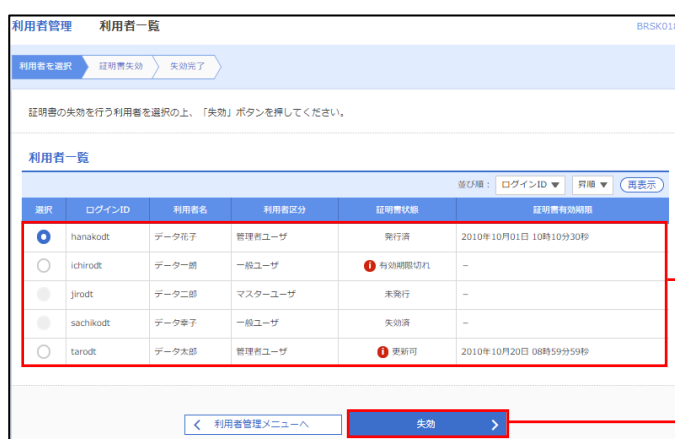 利用者管理 利用者一覧 BRSK018
利用者を選択 証明書失効 失効完了
証明書の失効を行う利用者を選択の上、「失効」ボタンを押してください。
利用者一覧
並び順： ログインID ▼ 昇順 ▼ 再表示
選択 ログインID 利用者名 利用者区分 証明書状態 証明書有効期限
hanakodt データ花子 管理者ユーザ 発行済 2010年10月01日 10時10分30秒
ichirodt データ一朗 一般ユーザ 有効期限切れ －
jirodt データ二郎 マスターユーザ 未発行 －
sachikodt データ幸子 一般ユーザ 失効済 －
tarodt データ太郎 管理者ユーザ 更新可 2010年10月20日 08時59分59秒
利用者管理メニューへ 失効